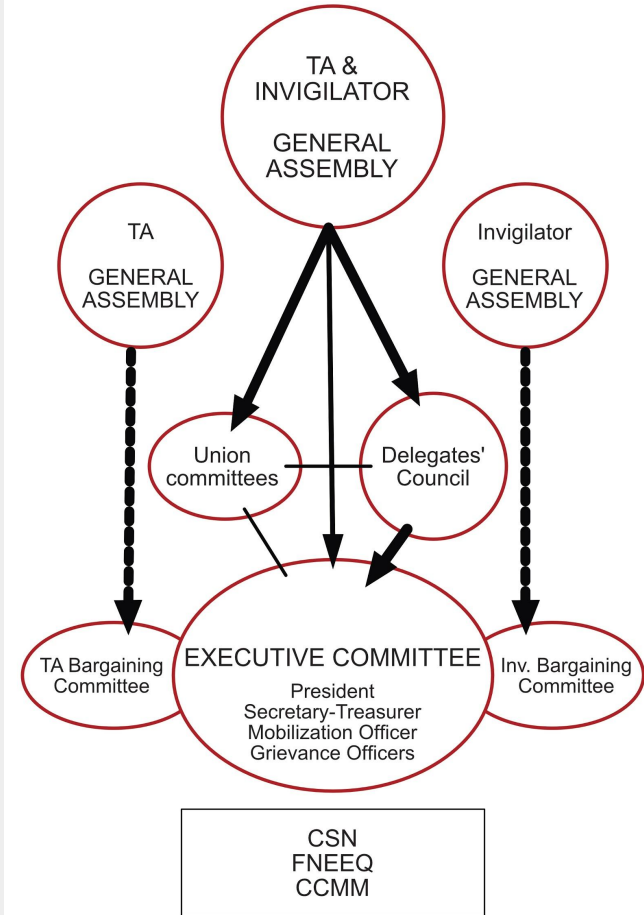 TA &
INVIGILATOR
GENERAL
ASSEMBLY
TA
GENERAL
ASSEMBLY
Invigilator
GENERAL
ASSEMBLY
Union
committees
Delegates'
Council
TA Bargaining
Committee
EXECUTIVE COMMITTEE
President
Secretary-Treasurer
Mobilization Officer
Grievance Officers
Inv. Bargaining
Committee
CSN
FNEEQ
CCMM